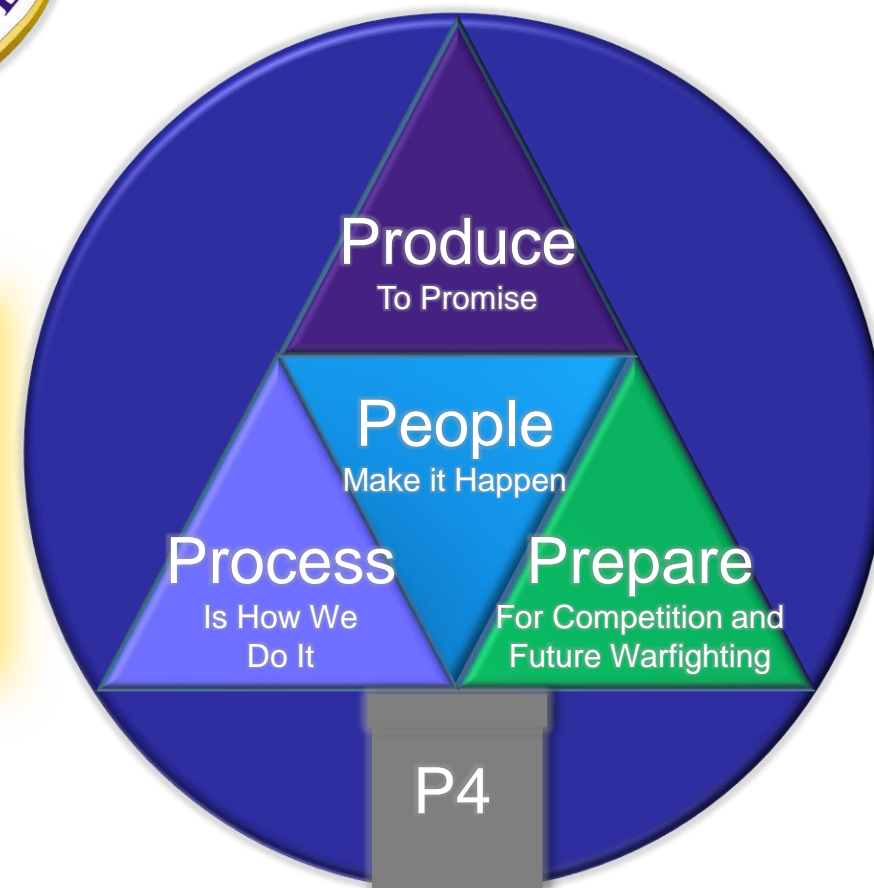 Produce
To Promise
People
Make it Happen
Process
Is How We
Do It
Prepare
For Competition and
Future Warfighting
P4